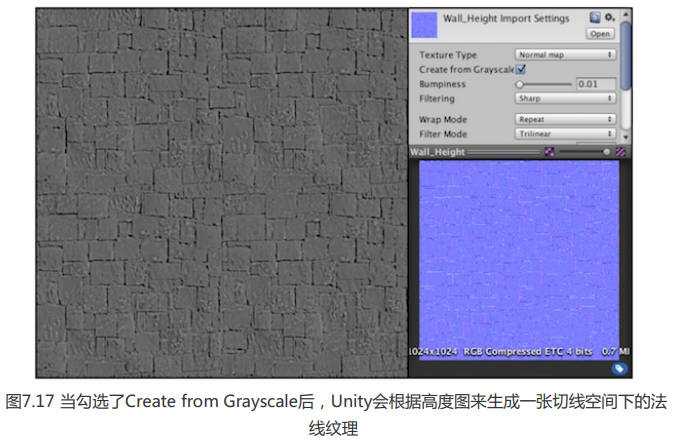 Wall_Height Import Settings
Open
Texture Type Normal map
Create from Grayscale
Bumpiness 0.01
Filtering Sharp
Wrap Mode Repeat
Filter Mode Trilinear
Wall_Height
1024x1024 RGB Compressed ETC 4 bits 0.7 MI
图7.17 当勾选了Create from Grayscale后，Unity会根据高度图来生成一张切线空间下的法
线纹理